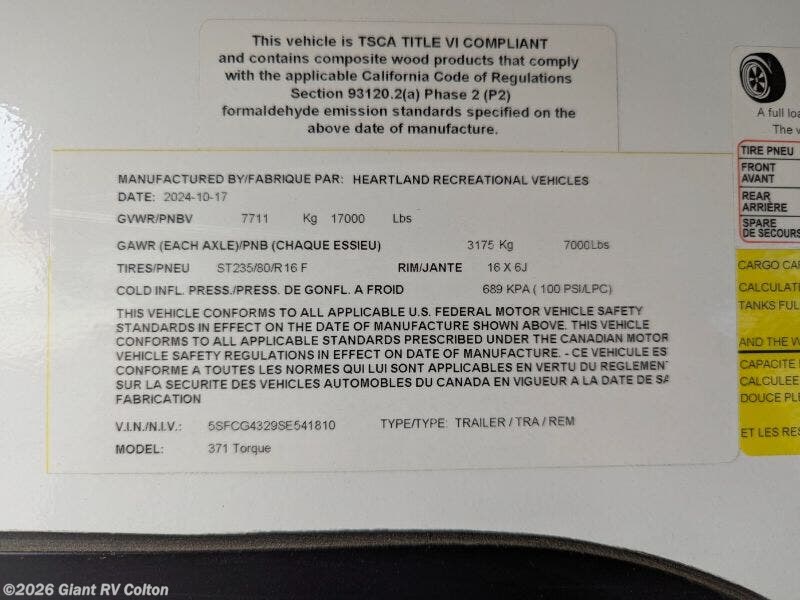 This vehicle is TSCA TITLE VI COMPLIANT
and contains composite wood products that comply
with the applicable California Code of Regulations
Section 93120.2(a) Phase 2 (P2)
formaldehyde emission standards specified on the
above date of manufacture.
MANUFACTURED BY/FABRIQUE PAR: HEARTLAND RECREATIONAL VEHICLES
DATE: 2024-10-17
GVWR/PNBV 7711 Kg 17000 Lbs
GAWR (EACH AXLE)/PNB (CHAQUE ESSIEU) 3175 Kg 7000Lbs
TIRES/PNEU ST235/80/R16 F RIM/JANTE 16 X 6J
COLD INFL. PRESS./PRESS. DE GONFL. A FROID 689 KPA ( 100 PSI/LPC)
THIS VEHICLE CONFORMS TO ALL APPLICABLE U.S. FEDERAL MOTOR VEHICLE SAFETY
STANDARDS IN EFFECT ON THE DATE OF MANUFACTURE SHOWN ABOVE. THIS VEHICLE
CONFORMS TO ALL APPLICABLE STANDARDS PRESCRIBED UNDER THE CANADIAN MOTOR
VEHICLE SAFETY REGULATIONS IN EFFECT ON DATE OF MANUFACTURE. - CE VEHICULE ES
CONFORME A TOUTES LES NORMES QUI LUI SONT APPLICABLES EN VERTU DU REGLEMEN
SUR LA SECURITE DES VEHICLES AUTOMOBILES DU CANADA EN VIGUEUR A LA DATE DE SA
FABRICATION
V.I.N./N.I.V.: 5SFCG4329SE541810 TYPE/TYPE: TRAILER / TRA / REM
MODEL: 371 Torque
A full loa
The v
TIRE PNEU
FRONT
AVANT
REAR
ARRIÈRE
SPARE
DE SECOURS
CARGO CAR
CALCULATE
TANKS FUL
AND THE W
CAPACITE
CALCULEE
DOUCE PLE
ET LES RES
©2026 Giant RV Colton